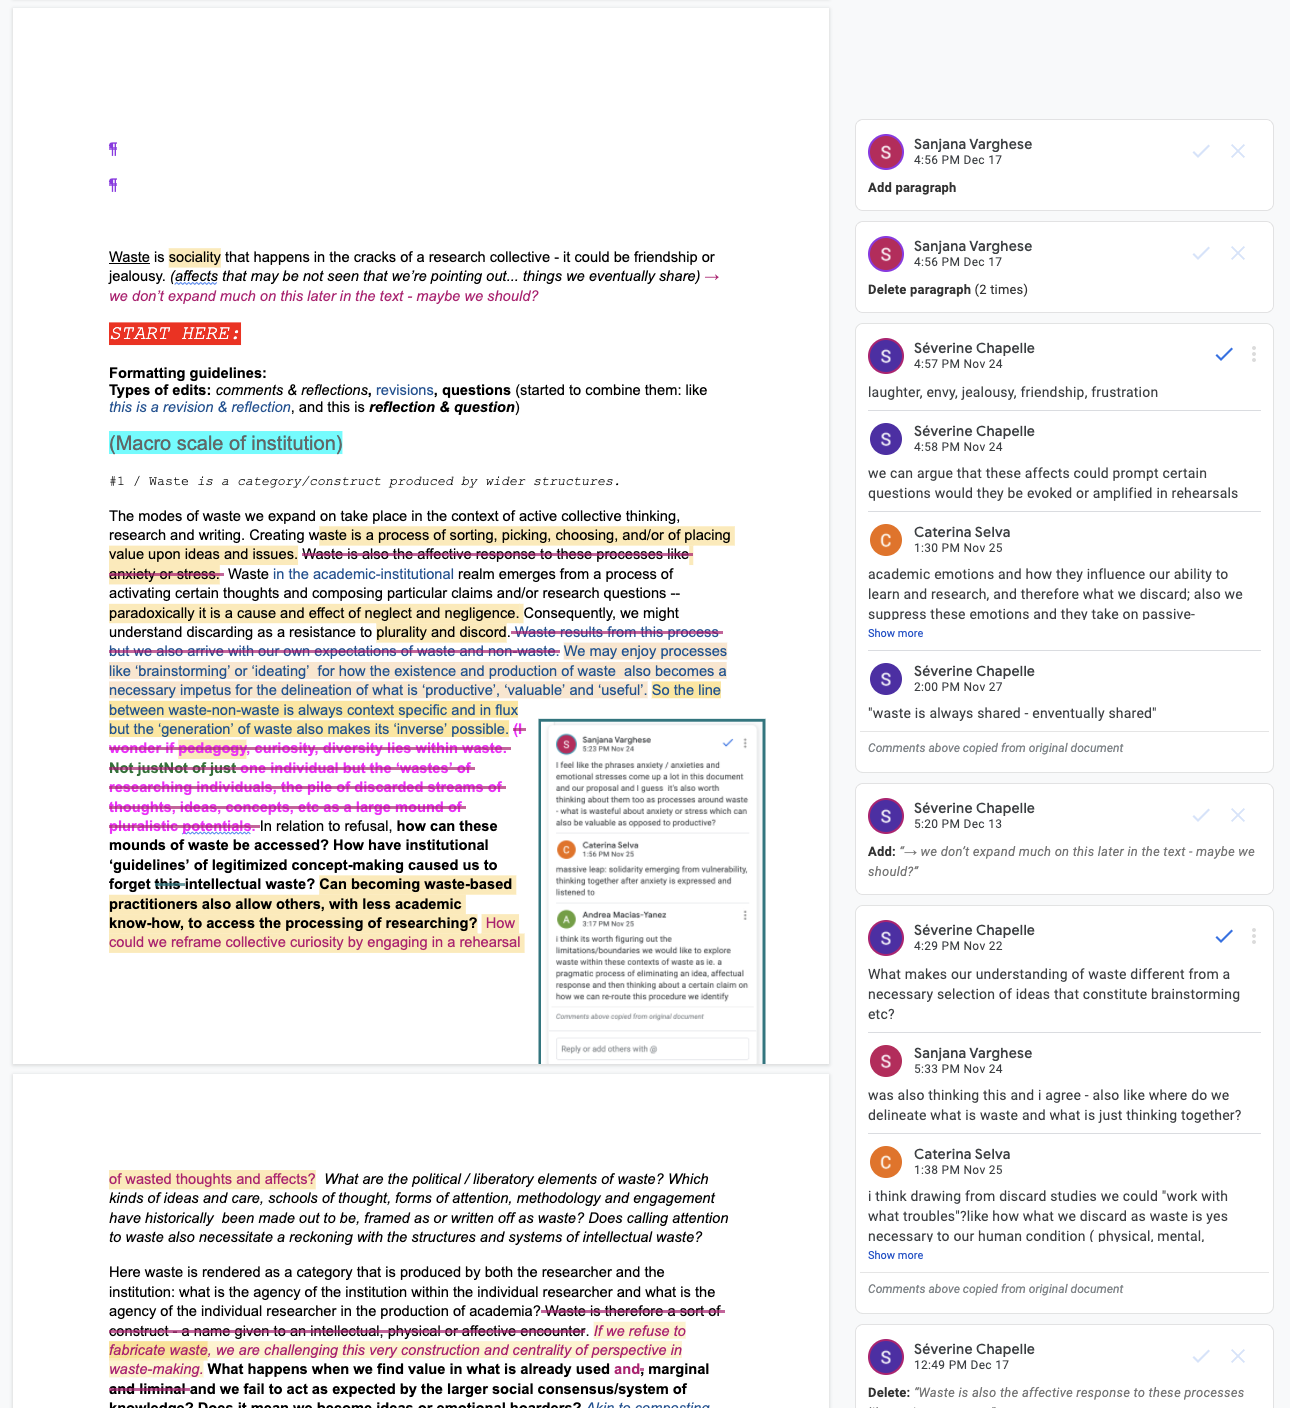 ¶
¶
Waste is sociality that happens in the cracks of a research collective - it could be friendship or
jealousy. (affects that may be not seen that we're pointing out... things we eventually share) →
we don't expand much on this later in the text - maybe we should?
START HERE:
Formatting guidelines:
Types of edits: comments & reflections, revisions, questions (started to combine them: like
this is a revision & reflection, and this is reflection & question)
(Macro scale of institution)
#1 / Waste is a category/construct produced by wider structures.
The modes of waste we expand on take place in the context of active collective thinking,
research and writing. Creating waste is a process of sorting, picking, choosing, and/or of placing
value upon ideas and issues. Waste is also the affective response to these processes like
anxiety or stress. Waste in the academic-institutional realm emerges from a process of
activating certain thoughts and composing particular claims and/or research questions --
paradoxically it is a cause and effect of neglect and negligence. Consequently, we might
understand discarding as a resistance to plurality and discord. Waste results from this process
but we also arrive with our own expectations of waste and non-waste. We may enjoy processes
like 'brainstorming' or 'ideating'  for how the existence and production of waste  also becomes a
necessary impetus for the delineation of what is 'productive', 'valuable' and 'useful'. So the line
between waste-non-waste is always context specific and in flux
but the 'generation' of waste also makes its 'inverse' possible. (I
wonder if pedagogy, curiosity, diversity lies within waste.
Not justNot of just one individual but the 'wastes' of
researching individuals, the pile of discarded streams of
thoughts, ideas, concepts, etc as a large mound of
pluralistic potentials. In relation to refusal, how can these
mounds of waste be accessed? How have institutional
'guidelines' of legitimized concept-making caused us to
forget this intellectual waste? Can becoming waste-based
practitioners also allow others, with less academic
know-how, to access the processing of researching? How
could we reframe collective curiosity by engaging in a rehearsal
Sanjana Varghese
5:23 PM Nov 24
I feel like the phrases anxiety / anxieties and
emotional stresses come up a lot in this document
and our proposal and I guess  it's also worth
thinking about them too as processes around waste
- what is wasteful about anxiety or stress which can
also be valuable as opposed to productive?
Caterina Selva
1:56 PM Nov 25
massive leap: solidarity emerging from vulnerability,
thinking together after anxiety is expressed and
listened to
Andrea Macias-Yanez
3:17 PM Nov 25
i think its worth figuring out the
limitations/boundaries we would like to explore
waste within these contexts of waste as ie. a
pragmatic process of eliminating an idea, affectual
response and then thinking about a certain claim on
how we can re-route this procedure we identify
Comments above copied from original document
Reply or add others with @
of wasted thoughts and affects?  What are the political / liberatory elements of waste? Which
kinds of ideas and care, schools of thought, forms of attention, methodology and engagement
have historically  been made out to be, framed as or written off as waste? Does calling attention
to waste also necessitate a reckoning with the structures and systems of intellectual waste?
Here waste is rendered as a category that is produced by both the researcher and the
institution: what is the agency of the institution within the individual researcher and what is the
agency of the individual researcher in the production of academia? Waste is therefore a sort of
construct - a name given to an intellectual, physical or affective encounter. If we refuse to
fabricate waste, we are challenging this very construction and centrality of perspective in
waste-making. What happens when we find value in what is already used and, marginal
and liminal and we fail to act as expected by the larger social consensus/system of
knowledge? Does it mean we become ideas or emotional hoarders? Akin to composting
Sanjana Varghese
4:56 PM Dec 17
Add paragraph
Sanjana Varghese
4:56 PM Dec 17
Delete paragraph (2 times)
Séverine Chapelle
4:57 PM Nov 24
laughter, envy, jealousy, friendship, frustration
Séverine Chapelle
4:58 PM Nov 24
we can argue that these affects could prompt certain
questions would they be evoked or amplified in rehearsals
Caterina Selva
1:30 PM Nov 25
academic emotions and how they influence our ability to
learn and research, and therefore what we discard; also we
suppress these emotions and they take on passive-
Show more
Séverine Chapelle
2:00 PM Nov 27
"waste is always shared - enventually shared"
Comments above copied from original document
Séverine Chapelle
5:20 PM Dec 13
Add: "→ we don't expand much on this later in the text - maybe we
should?"
Séverine Chapelle
4:29 PM Nov 22
What makes our understanding of waste different from a
necessary selection of ideas that constitute brainstorming
etc?
Sanjana Varghese
5:33 PM Nov 24
was also thinking this and i agree - also like where do we
delineate what is waste and what is just thinking together?
Caterina Selva
1:38 PM Nov 25
i think drawing from discard studies we could "work with
what troubles"?like how what we discard as waste is yes
necessary to our human condition ( physical, mental,
Show more
Comments above copied from original document
Séverine Chapelle
12:49 PM Dec 17
Delete: "Waste is also the affective response to these processes